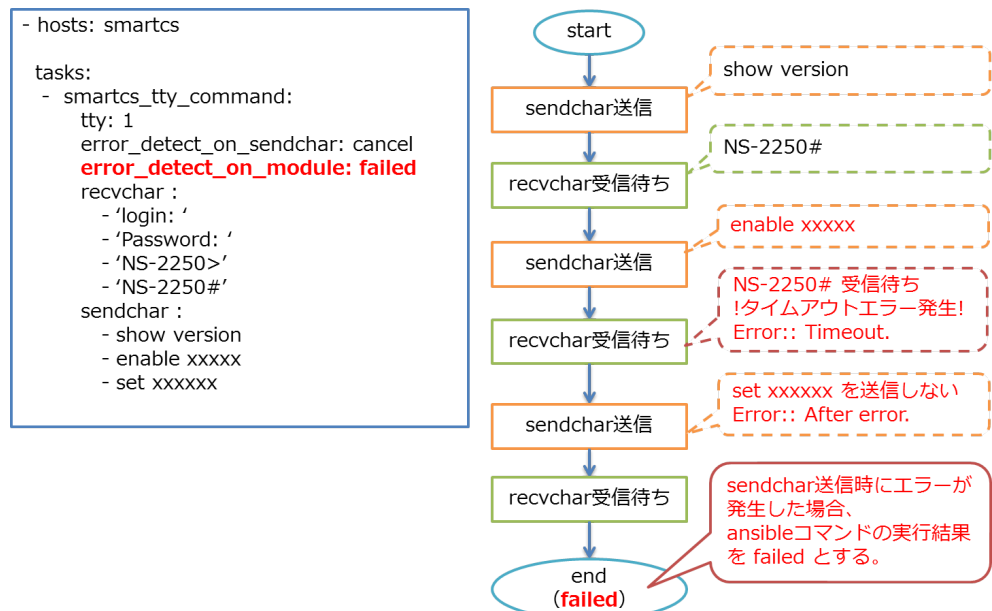 - hosts: smartcs
tasks:
- smartcs_tty_command:
tty: 1
error_detect_on_sendchar: cancel
error_detect_on_module: failed
recvchar :
- ‘login: ‘
- ‘Password: ‘
- ‘NS-2250>’
- ‘NS-2250#’
sendchar :
- show version
- enable xxxxx
- set xxxxxx
start
show version
sendchar送信
NS-2250#
recvchar受信待ち
enable xxxxx
sendchar送信
NS-2250# 受信待ち
!タイムアウトエラー発生!
Error:: Timeout.
recvchar受信待ち
set xxxxxx を送信しない
Error:: After error.
sendchar送信
recvchar受信待ち
sendchar送信時にエラーが
発生した場合、
ansibleコマンドの実行結果
を failed とする。
end
(failed)